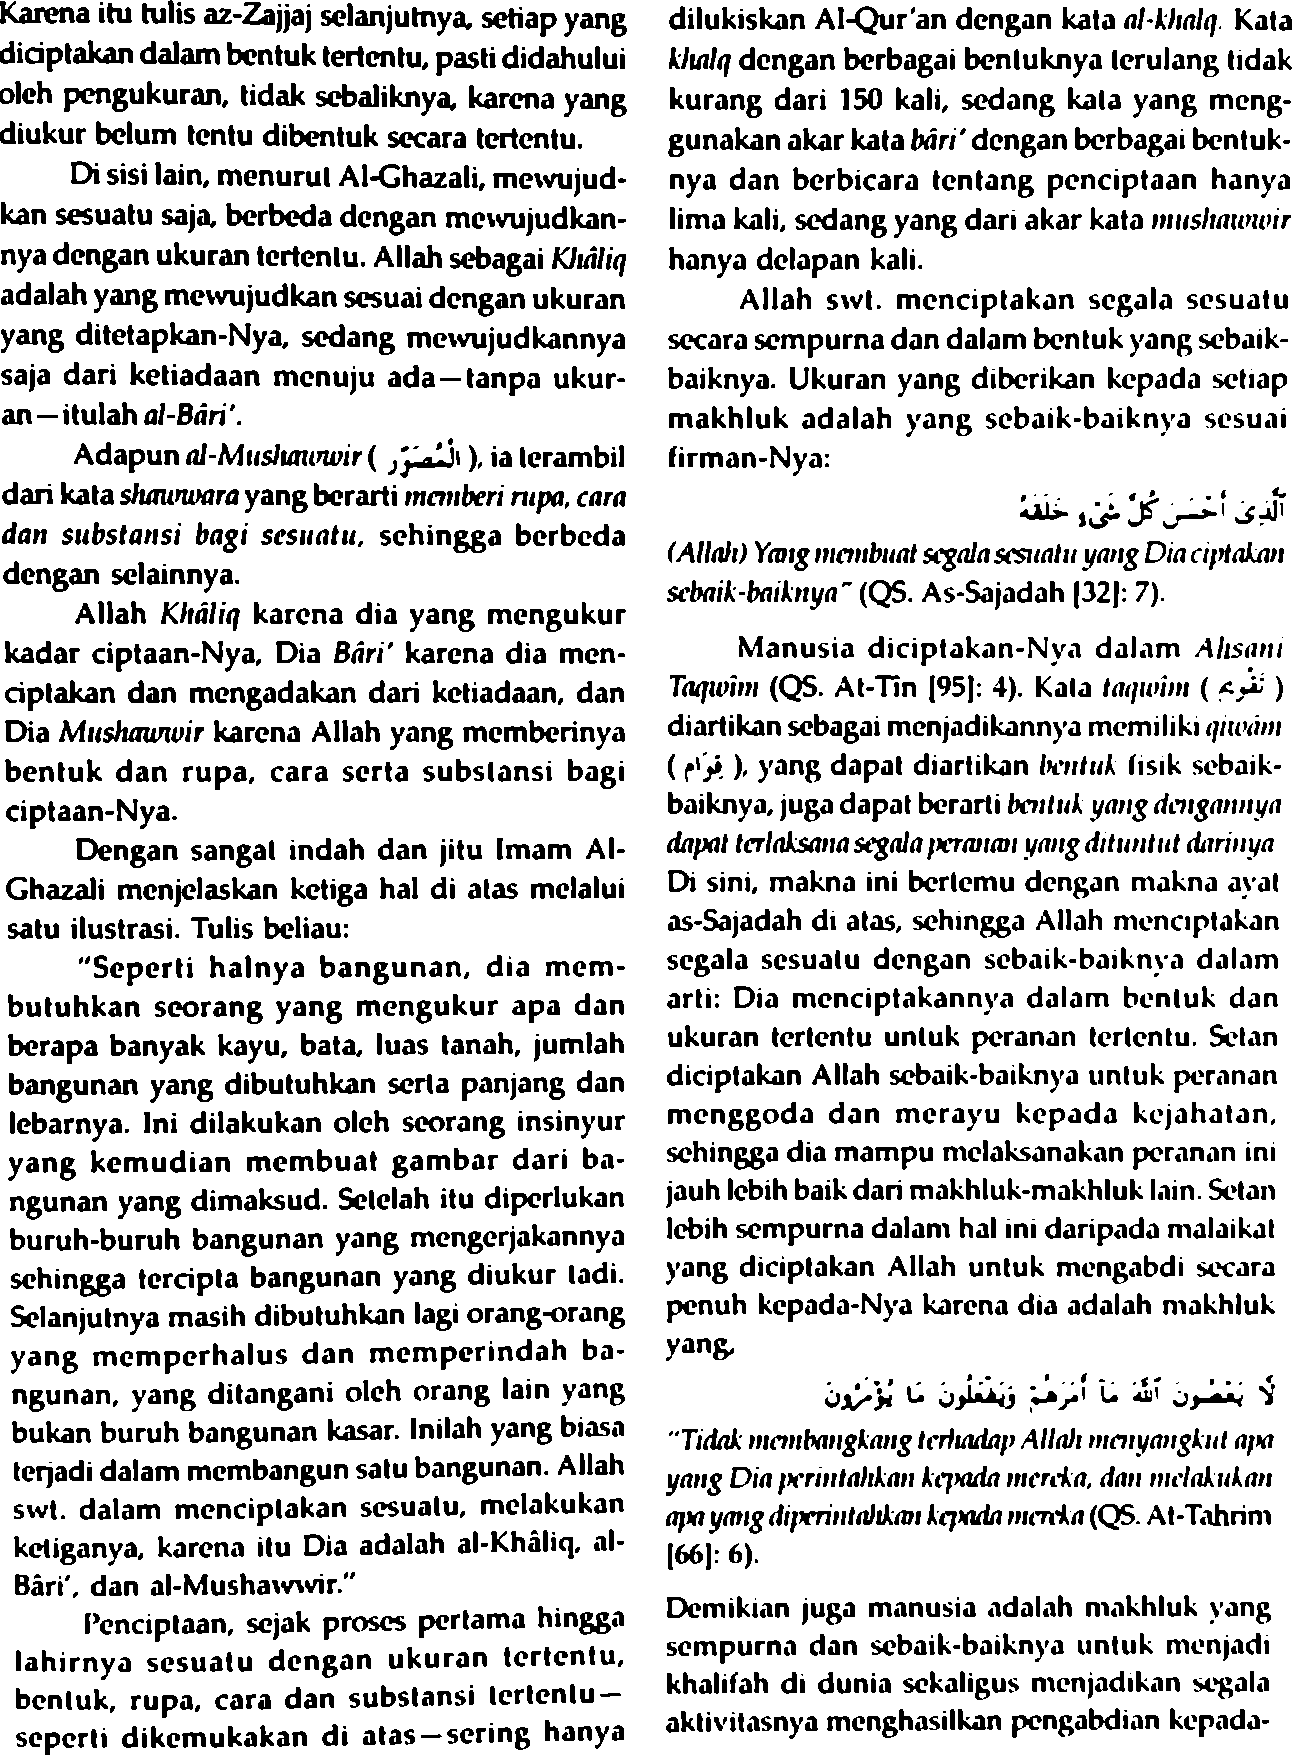 Karena itu tulis az-Zajjaj selanjutnya, setiap yang
diciptakan dalam bentuk tertentu, pasti didahului
oleh pengukuran, tidak sebaliknya, karena yang
diukur belum tentu dibentuk secara tertentu.
Di sisi lain, menurut Al-Ghazali, mewujud-
kan sesuatu saja, berbeda dengan mewujudkan-
nya dengan ukuran tertentu. Allah sebagai Khâliq
adalah yang mewujudkan sesuai dengan ukuran
yang ditetapkan-Nya, sedang mewujudkannya
saja dari ketiadaan menuju ada—tanpa ukur-
an—itulah al-Bâri'.
Adapun al-Mushawwir ( الْمُصَوِّر ), ia terambil
dari kata shawwara yang berarti memberi rupa, cara
dan substansi bagi sesuatu, sehingga berbeda
dengan selainnya.
Allah Khâliq karena dia yang mengukur
kadar ciptaan-Nya, Dia Bâri' karena dia men-
ciptakan dan mengadakan dari ketiadaan, dan
Dia Mushawwir karena Allah yang memberinya
bentuk dan rupa, cara serta substansi bagi
ciptaan-Nya.
Dengan sangat indah dan jitu Imam Al-
Ghazali menjelaskan ketiga hal di atas melalui
satu ilustrasi. Tulis beliau:
"Seperti halnya bangunan, dia mem-
butuhkan seorang yang mengukur apa dan
berapa banyak kayu, bata, luas tanah, jumlah
bangunan yang dibutuhkan serta panjang dan
lebarnya. Ini dilakukan oleh seorang insinyur
yang kemudian membuat gambar dari ba-
ngunan yang dimaksud. Setelah itu diperlukan
buruh-buruh bangunan yang mengerjakannya
sehingga tercipta bangunan yang diukur tadi.
Selanjutnya masih dibutuhkan lagi orang-orang
yang memperhalus dan memperindah ba-
ngunan, yang ditangani oleh orang lain yang
bukan buruh bangunan kasar. Inilah yang biasa
terjadi dalam membangun satu bangunan. Allah
swt. dalam menciptakan sesuatu, melakukan
ketiganya, karena itu Dia adalah al-Khâliq, al-
Bâri', dan al-Mushawwir."
Penciptaan, sejak proses pertama hingga
lahirnya sesuatu dengan ukuran tertentu,
bentuk, rupa, cara dan substansi tertentu—
seperti dikemukakan di atas—sering hanya
dilukiskan Al-Qur'an dengan kata al-khalq. Kata
khalq dengan berbagai bentuknya terulang tidak
kurang dari 150 kali, sedang kata yang meng-
gunakan akar kata bâri' dengan berbagai bentuk-
nya dan berbicara tentang penciptaan hanya
lima kali, sedang yang dari akar kata mushawwir
hanya delapan kali.
Allah swt. menciptakan segala sesuatu
secara sempurna dan dalam bentuk yang sebaik-
baiknya. Ukuran yang diberikan kepada setiap
makhluk adalah yang sebaik-baiknya sesuai
firman-Nya:
ٱلَّذِىٓ أَحْسَنَ كُلَّ شَىْءٍ خَلَقَهُۥ
(Allah) Yang membuat segala sesuatu yang Dia ciptakan
sebaik-baiknya" (QS. As-Sajadah [32]: 7).
Manusia diciptakan-Nya dalam Ahsani
Taqwîm (QS. At-Tîn [95]: 4). Kata taqwîm ( تَقْوِيْم )
diartikan sebagai menjadikannya memiliki qiwâm
( قِوَام ), yang dapat diartikan bentuk fisik sebaik-
baiknya, juga dapat berarti bentuk yang dengannya
dapat terlaksana segala peranan yang dituntut darinya
Di sini, makna ini bertemu dengan makna ayat
as-Sajadah di atas, sehingga Allah menciptakan
segala sesuatu dengan sebaik-baiknya dalam
arti: Dia menciptakannya dalam bentuk dan
ukuran tertentu untuk peranan tertentu. Setan
diciptakan Allah sebaik-baiknya untuk peranan
menggoda dan merayu kepada kejahatan,
sehingga dia mampu melaksanakan peranan ini
jauh lebih baik dari makhluk-makhluk lain. Setan
lebih sempurna dalam hal ini daripada malaikat
yang diciptakan Allah untuk mengabdi secara
penuh kepada-Nya karena dia adalah makhluk
yang,
لَّا يَعْصُونَ ٱللَّهَ مَآ أَمَرَهُمْ وَيَفْعَلُونَ مَا يُؤْمَرُونَ
"Tidak membangkang terhadap Allah menyangkut apa
yang Dia perintahkan kepada mereka, dan melakukan
apa yang diperintahkan kepada mereka (QS. At-Tahrim
[66]: 6).
Demikian juga manusia adalah makhluk yang
sempurna dan sebaik-baiknya untuk menjadi
khalifah di dunia sekaligus menjadikan segala
aktivitasnya menghasilkan pengabdian kepada-